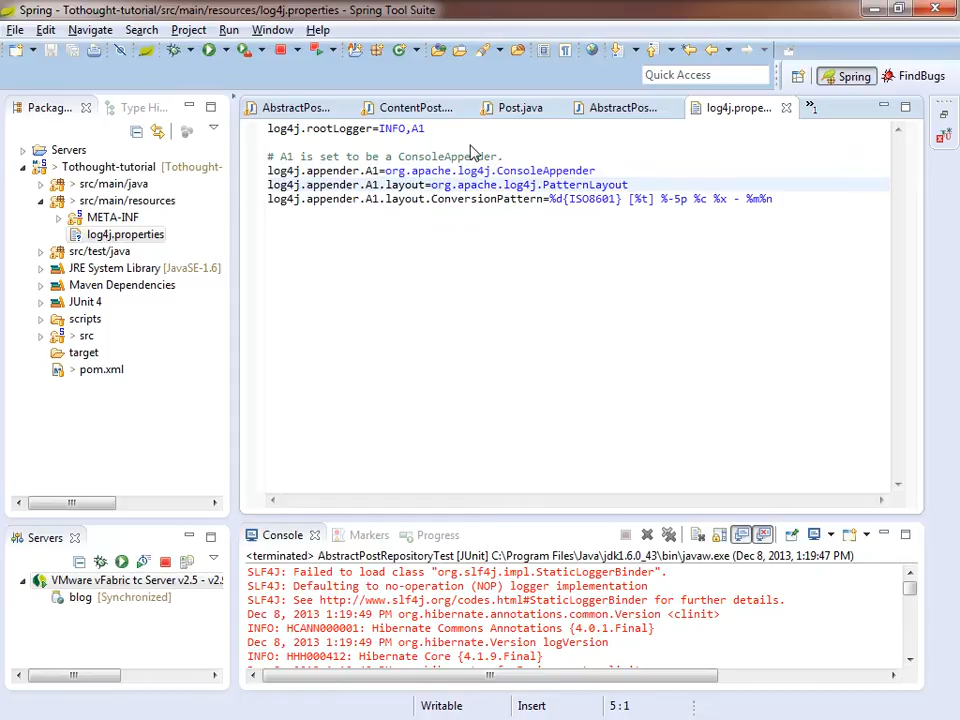 Spring - Tothought-tutorial/src/main/resources/log4j.properties - Spring Tool Suite
File Edit Navigate Search Project Run Window Help
Quick Access Spring FindBugs
Packag... Type Hi... AbstractPos... ContentPost.... Post.java AbstractPos... log4j.prope... »1
Servers
Tothought-tutorial [Tothought-
src/main/java
src/main/resources
META-INF
log4j.properties
src/test/java
JRE System Library [JavaSE-1.6]
Maven Dependencies
JUnit 4
scripts
src
target
pom.xml
log4j.rootLogger=INFO,A1
# A1 is set to be a ConsoleAppender.
log4j.appender.A1=org.apache.log4j.ConsoleAppender
log4j.appender.A1.layout=org.apache.log4j.PatternLayout
log4j.appender.A1.layout.ConversionPattern=%d{ISO8601} [%t] %-5p %c %x - %m%n
Servers
VMware vFabric tc Server v2.5 - v2.9
blog [Synchronized]
Console Markers Progress
<terminated> AbstractPostRepositoryTest [JUnit] C:\Program Files\Java\jdk1.6.0_43\bin\javaw.exe (Dec 8, 2013 1:19:47 PM)
SLF4J: Failed to load class "org.slf4j.impl.StaticLoggerBinder".
SLF4J: Defaulting to no-operation (NOP) logger implementation
SLF4J: See http://www.slf4j.org/codes.html#StaticLoggerBinder for further details.
Dec 8, 2013 1:19:49 PM org.hibernate.annotations.common.Version <clinit>
INFO: HCANN000001: Hibernate Commons Annotations {4.0.1.Final}
Dec 8, 2013 1:19:49 PM org.hibernate.Version logVersion
INFO: HHH000412: Hibernate Core {4.1.9.Final}
Writable Insert 5 : 1